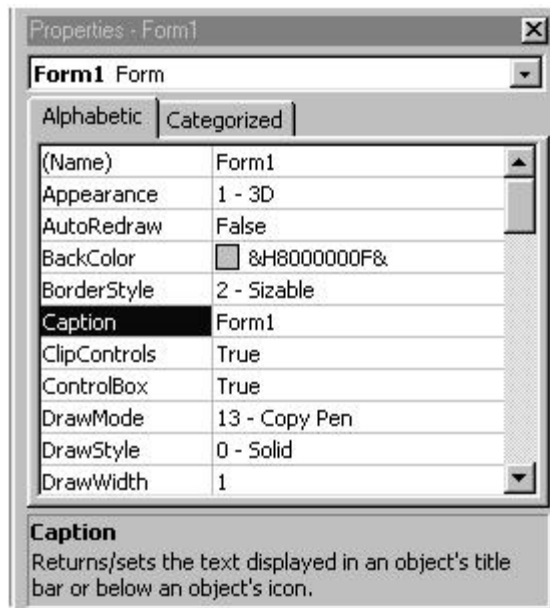 Properties - Form1
Form1 Form
Alphabetic Categorized
(Name) Form1
Appearance 1 - 3D
AutoRedraw False
BackColor &H8000000F&
BorderStyle 2 - Sizable
Caption Form1
ClipControls True
ControlBox True
DrawMode 13 - Copy Pen
DrawStyle 0 - Solid
DrawWidth 1
Caption
Returns/sets the text displayed in an object's title
bar or below an object's icon.